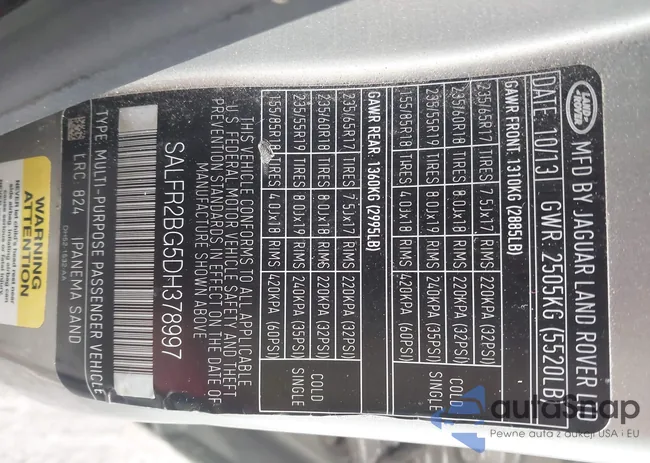 LAND ROVER
MFD BY JAGUAR LAND ROVER
DATE: 10/13 GWR: 2505KG (5520LB)
GAWR FRONT: 1310KG (2885LB)
235/65R17 TIRES 7.5Jx17 RIMS 220KPA (32PSI) COLD
235/60R18 TIRES 8.0Jx18 RIMS 220KPA (32PSI) SINGLE
235/55R19 TIRES 8.0Jx19 RIMS 240KPA (35PSI)
155/85R18 TIRES 4.0Jx18 RIMS 420KPA (60PSI)
GAWR REAR: 1360KG (2995LB)
235/65R17 TIRES 7.5Jx17 RIMS 220KPA (32PSI) COLD
235/60R18 TIRES 8.0Jx18 RIMS 220KPA (32PSI) SINGLE
235/55R19 TIRES 8.0Jx19 RIMS 240KPA (35PSI)
155/85R18 TIRES 4.0Jx18 RIMS 420KPA (60PSI)
THIS VEHICLE CONFORMS TO ALL APPLICABLE
U S FEDERAL MOTOR VEHICLE SAFETY AND THEFT
PREVENTION STANDARDS IN EFFECT ON THE DATE OF
MANUFACTURE SHOWN ABOVE
SALFR2BG5DH378997
TYPE: MULTI-PURPOSE PASSENGER VEHICLE
LRC 824 IPANEMA SAND
DH52-1532-AA
WARNING
ATTENTION
autoSnap
Pewne auta z aukcji USA i EU